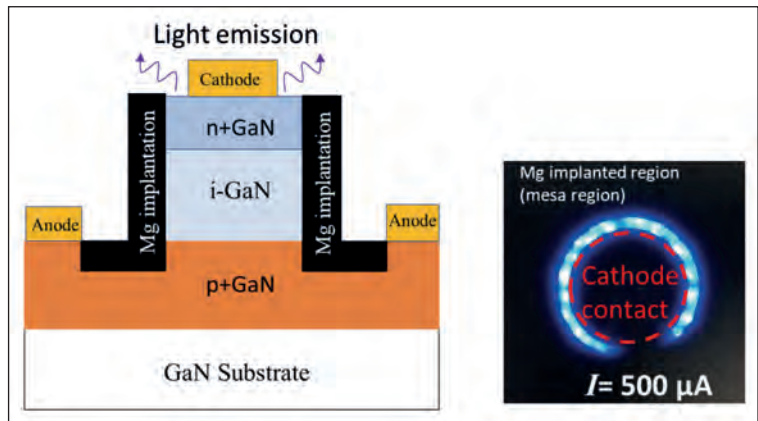 Light emission
Cathode
n+GaN
Mg implantation
Mg implantation
i-GaN
Anode
Anode
p+GaN
GaN Substrate
Mg implanted region
(mesa region)
Cathode
contact
I= 500 μA